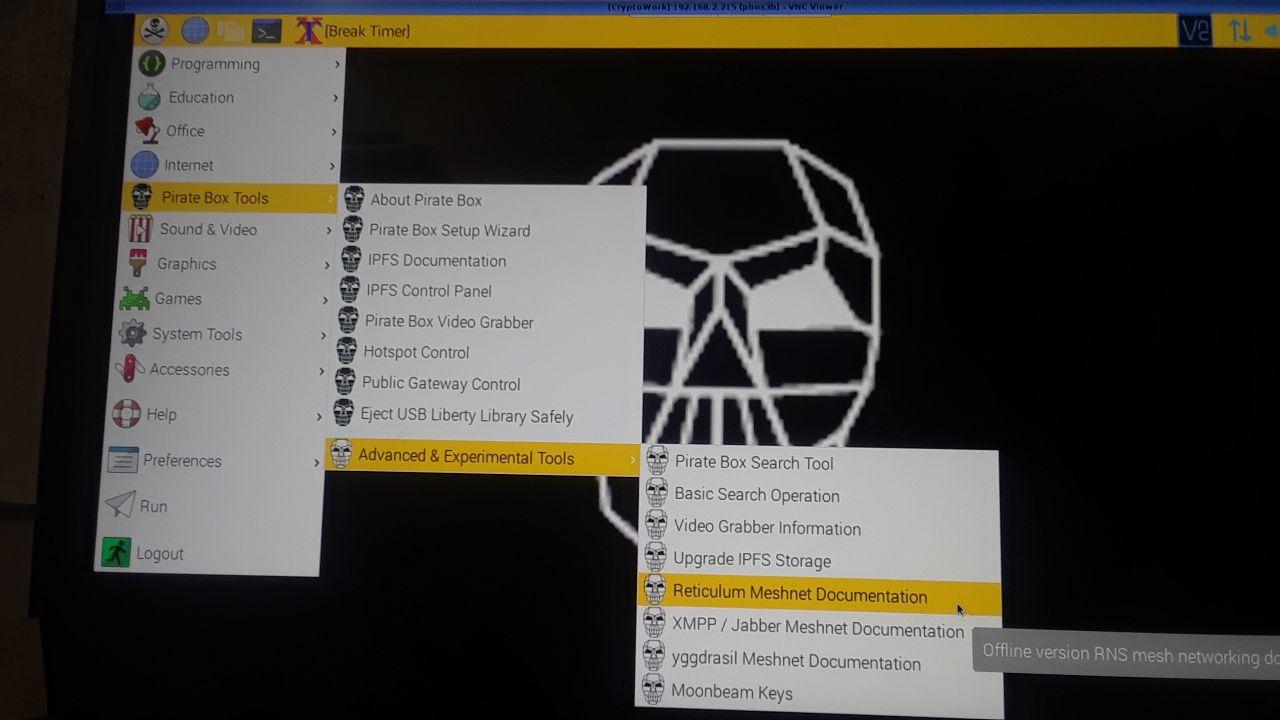 [CryptoWork] 192.168.2.215 (pbox.lb) - VNC Viewer
[Break Timer]
Programming
Education
Office
Internet
Pirate Box Tools
Sound & Video
Graphics
Games
System Tools
Accessories
Help
Preferences
Run
Logout
About Pirate Box
Pirate Box Setup Wizard
IPFS Documentation
IPFS Control Panel
Pirate Box Video Grabber
Hotspot Control
Public Gateway Control
Eject USB Liberty Library Safely
Advanced & Experimental Tools
Pirate Box Search Tool
Basic Search Operation
Video Grabber Information
Upgrade IPFS Storage
Reticulum Meshnet Documentation
XMPP / Jabber Meshnet Documentation
yggdrasil Meshnet Documentation
Moonbeam Keys
Offline version RNS mesh networking do